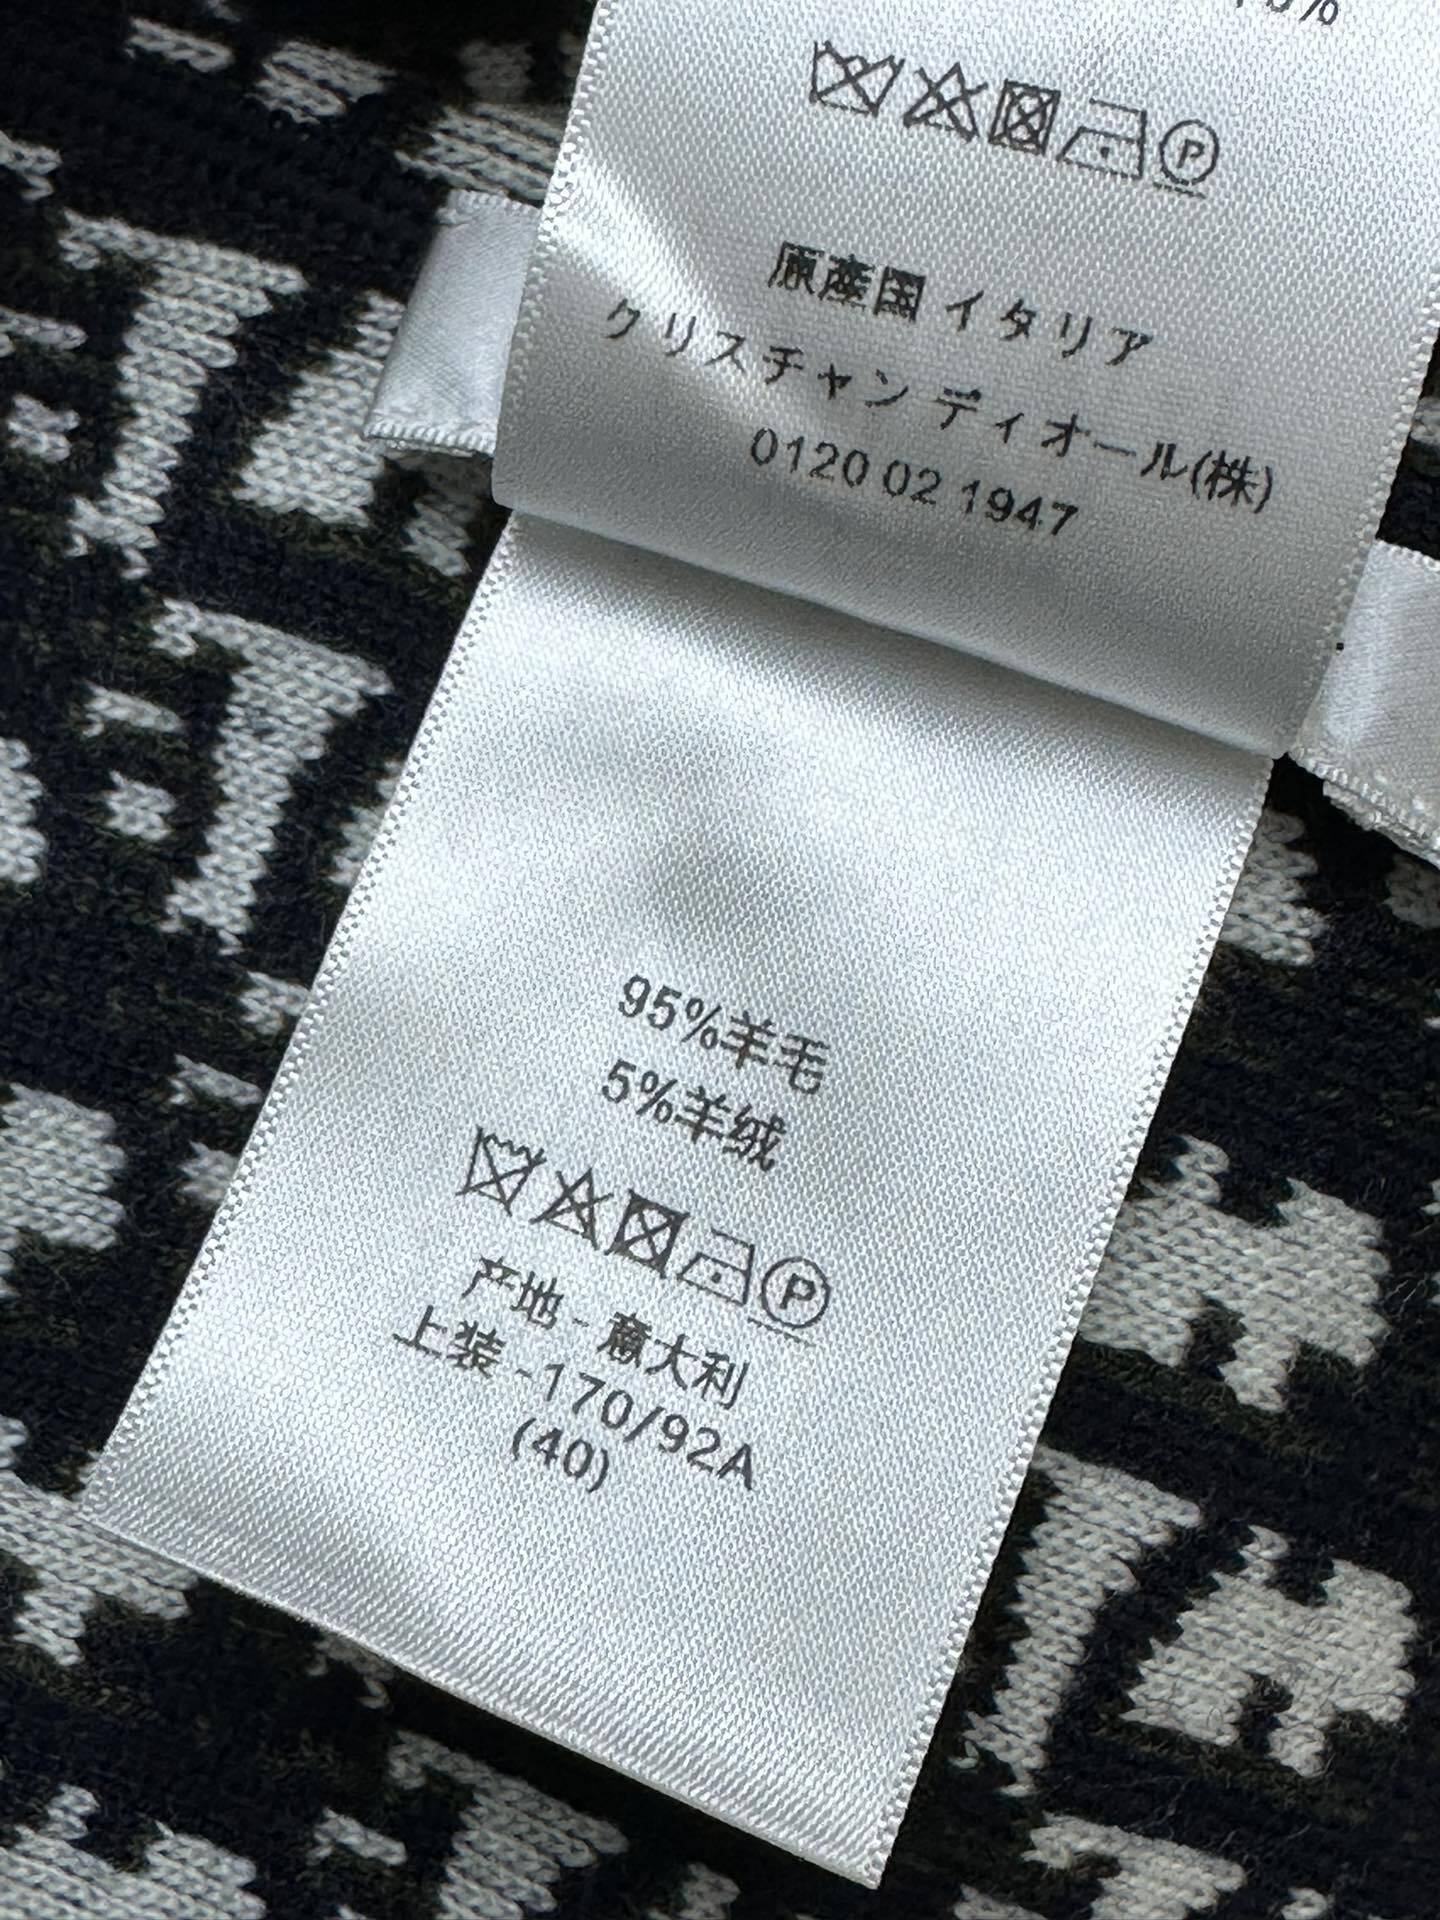 原産国 イタリア
クリスチャン ディオール(株)
0120 02 1947
95%羊毛
5%羊绒
P
产地 - 意大利
上装 -170/92A
(40)